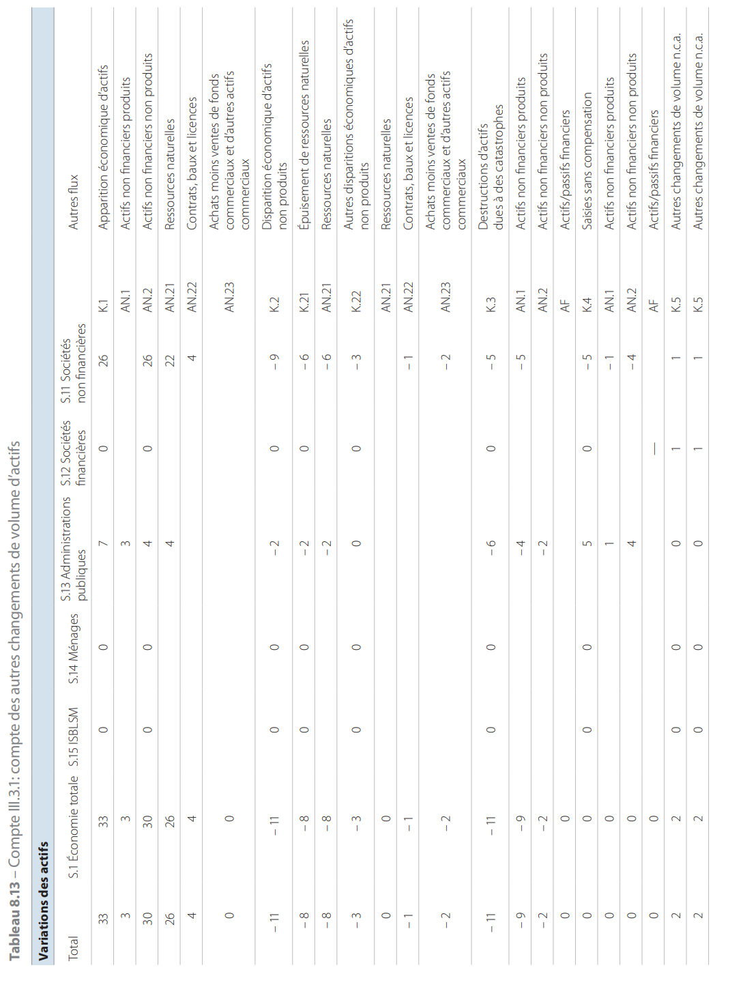 Tableau 8.13 – Compte III.3.1: compte des autres changements de volume d’actifs
Variations des actifs
Total S.1 Économie totale S.15 ISBLSM S.14 Ménages S.13 Administrations publiques S.12 Sociétés financières S.11 Sociétés non financières Autres flux
33 33 0 0 7 0 26 K.1 Apparition économique d’actifs
3 3 3 AN.1 Actifs non financiers produits
30 30 0 0 4 0 26 AN.2 Actifs non financiers non produits
26 26 4 22 AN.21 Ressources naturelles
4 4 4 AN.22 Contrats, baux et licences
0 0 AN.23 Achats moins ventes de fonds
commerciaux et d’autres actifs
commerciaux
– 11 – 11 0 0 – 2 0 – 9 K.2 Disparition économique d’actifs
non produits
– 8 – 8 0 0 – 2 0 – 6 K.21 Épuisement de ressources naturelles
– 8 – 8 – 2 – 6 AN.21 Ressources naturelles
– 3 – 3 0 0 0 0 – 3 K.22 Autres disparitions économiques d’actifs
non produits
0 0 AN.21 Ressources naturelles
– 1 – 1 – 1 AN.22 Contrats, baux et licences
– 2 – 2 – 2 AN.23 Achats moins ventes de fonds
commerciaux et d’autres actifs
commerciaux
– 11 – 11 0 0 – 6 0 – 5 K.3 Destructions d’actifs
dues à des catastrophes
– 9 – 9 – 4 – 5 AN.1 Actifs non financiers produits
– 2 – 2 – 2 AN.2 Actifs non financiers non produits
0 0 AF Actifs/passifs financiers
0 0 0 0 5 0 – 5 K.4 Saisies sans compensation
0 0 1 – 1 AN.1 Actifs non financiers produits
0 0 4 – 4 AN.2 Actifs non financiers non produits
0 0 — AF Actifs/passifs financiers
2 2 0 0 0 1 1 K.5 Autres changements de volume n.c.a.
2 2 0 0 0 1 1 K.5 Autres changements de volume n.c.a.